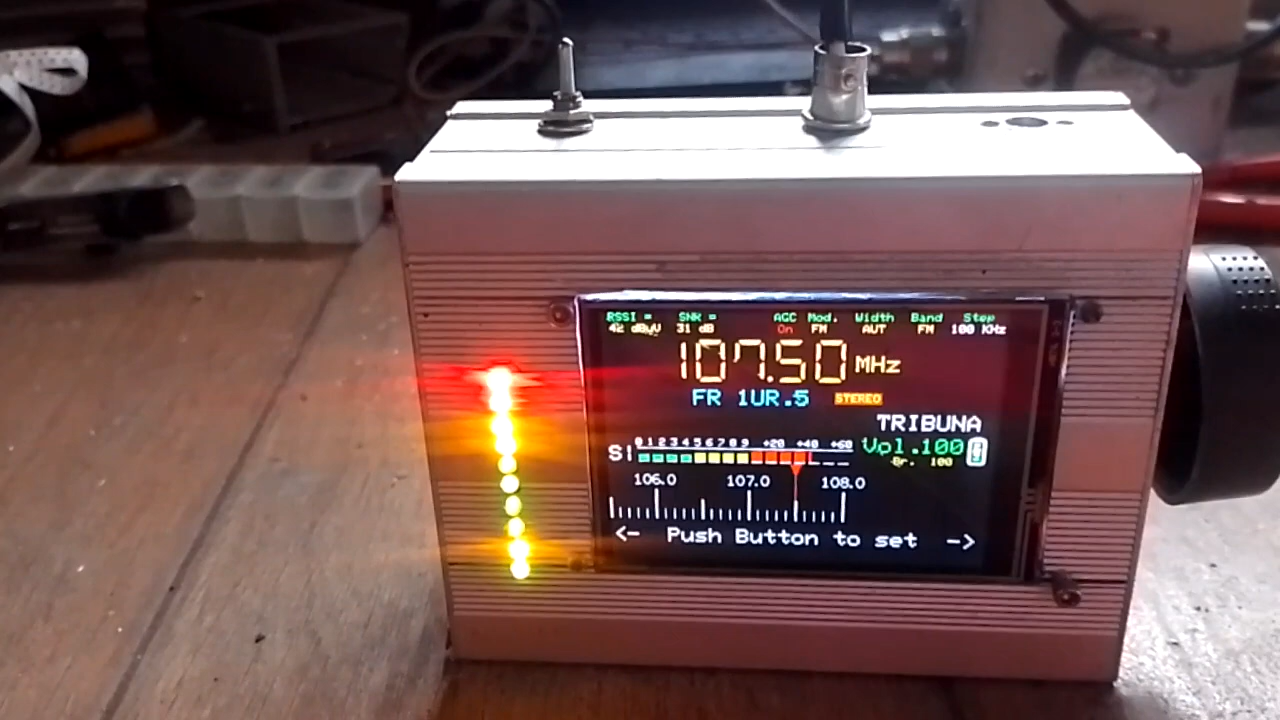 RSSI = SNR = AGC Mod. Width Band Step
42 dBµV 31 dB On FM AUT FM 100 KHz
107.50 MHz
FR 1UR.5 STEREO
TRIBUNA
0 1 2 3 4 5 6 7 8 9 +20 +40 +60 Vol.100
S
Br. 100
106.0 107.0 108.0
<- Push Button to set ->